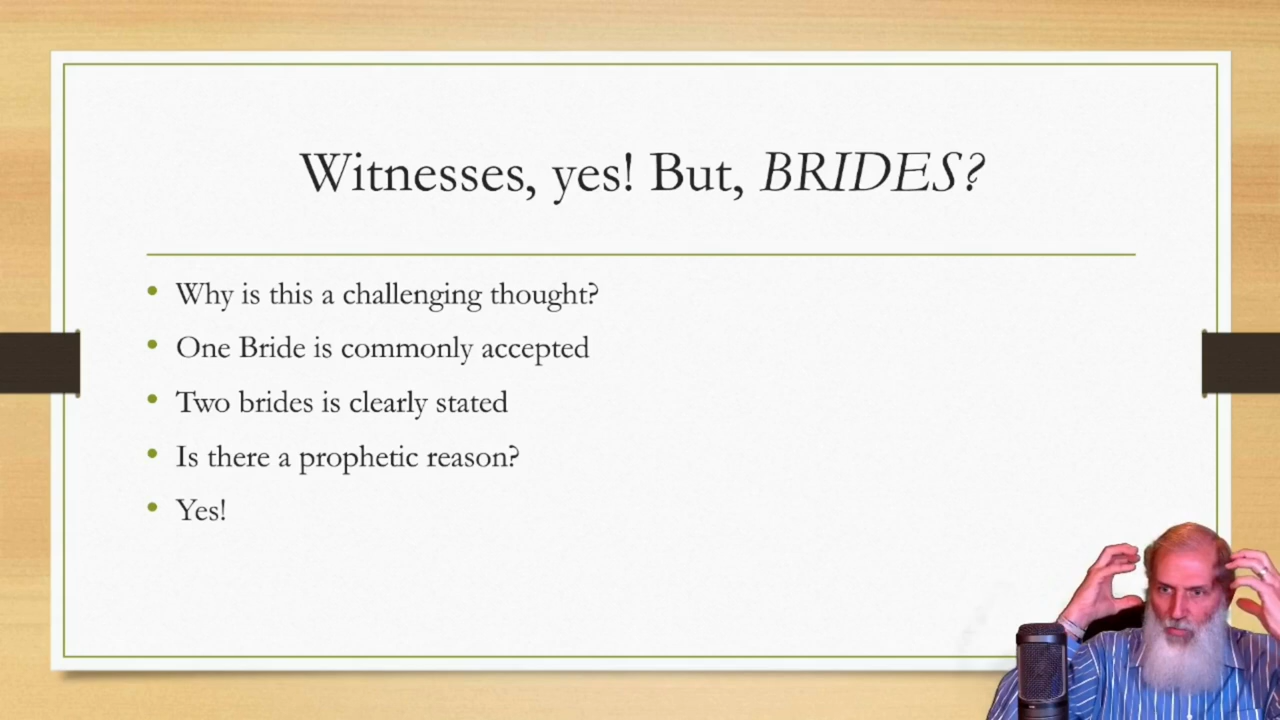 Witnesses, yes! But, BRIDES?
• Why is this a challenging thought?
• One Bride is commonly accepted
• Two brides is clearly stated
• Is there a prophetic reason?
• Yes!